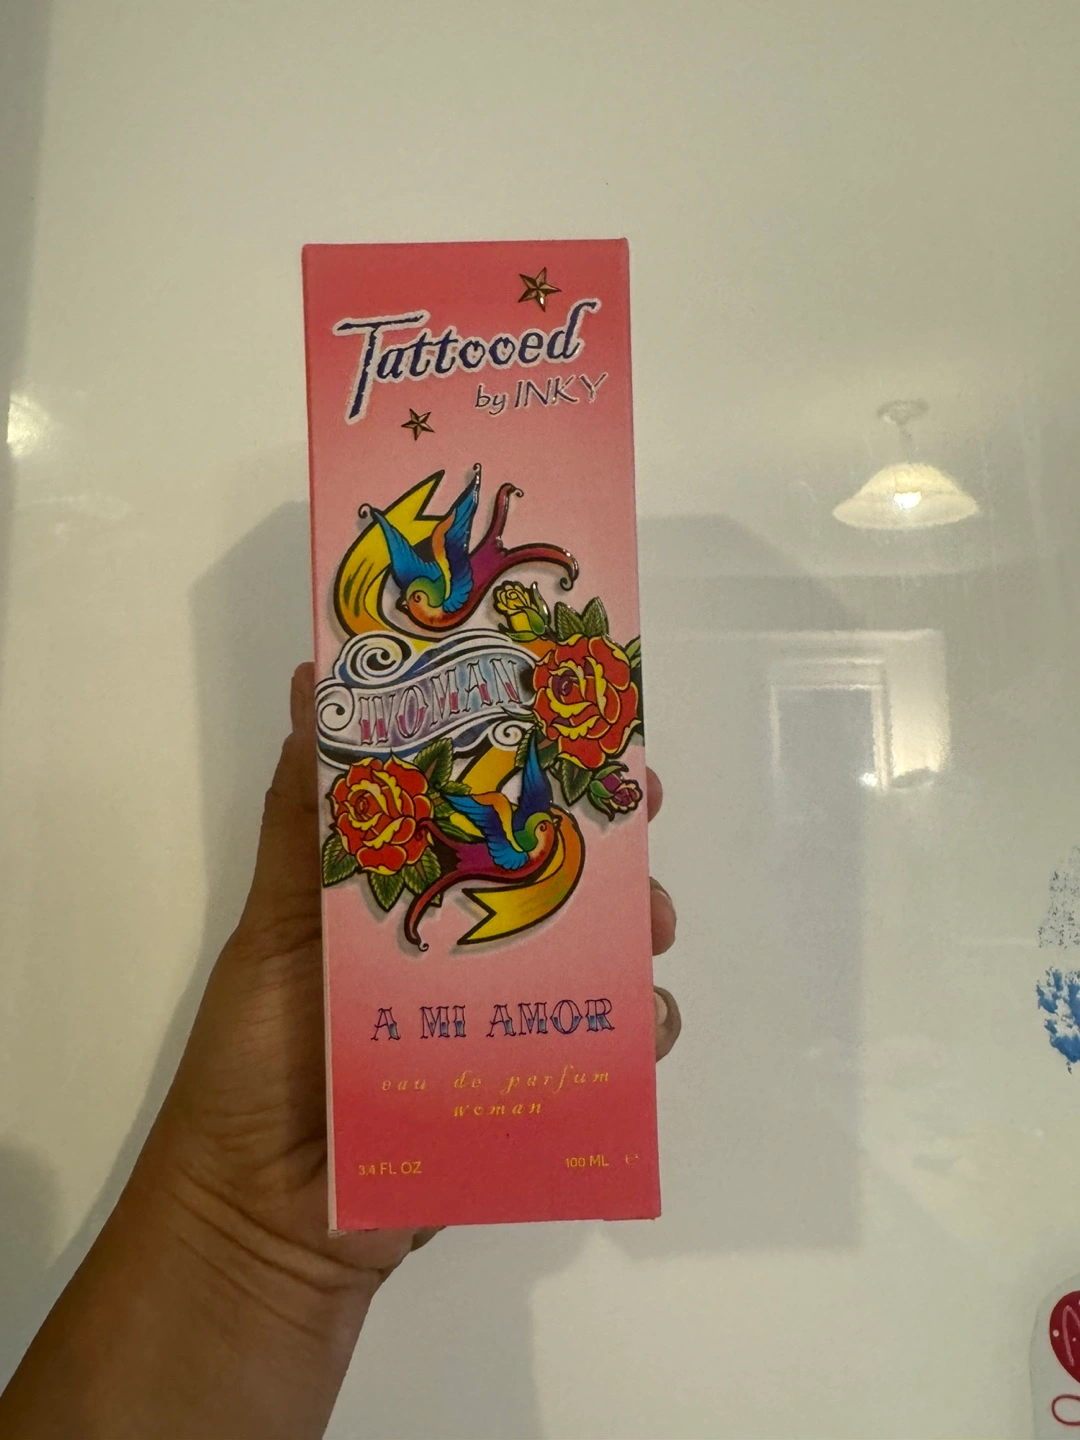 Tattooed
by INKY
WOMAN
A MI AMOR
eau de parfum
woman
3.4 FL OZ
100 ML ℮